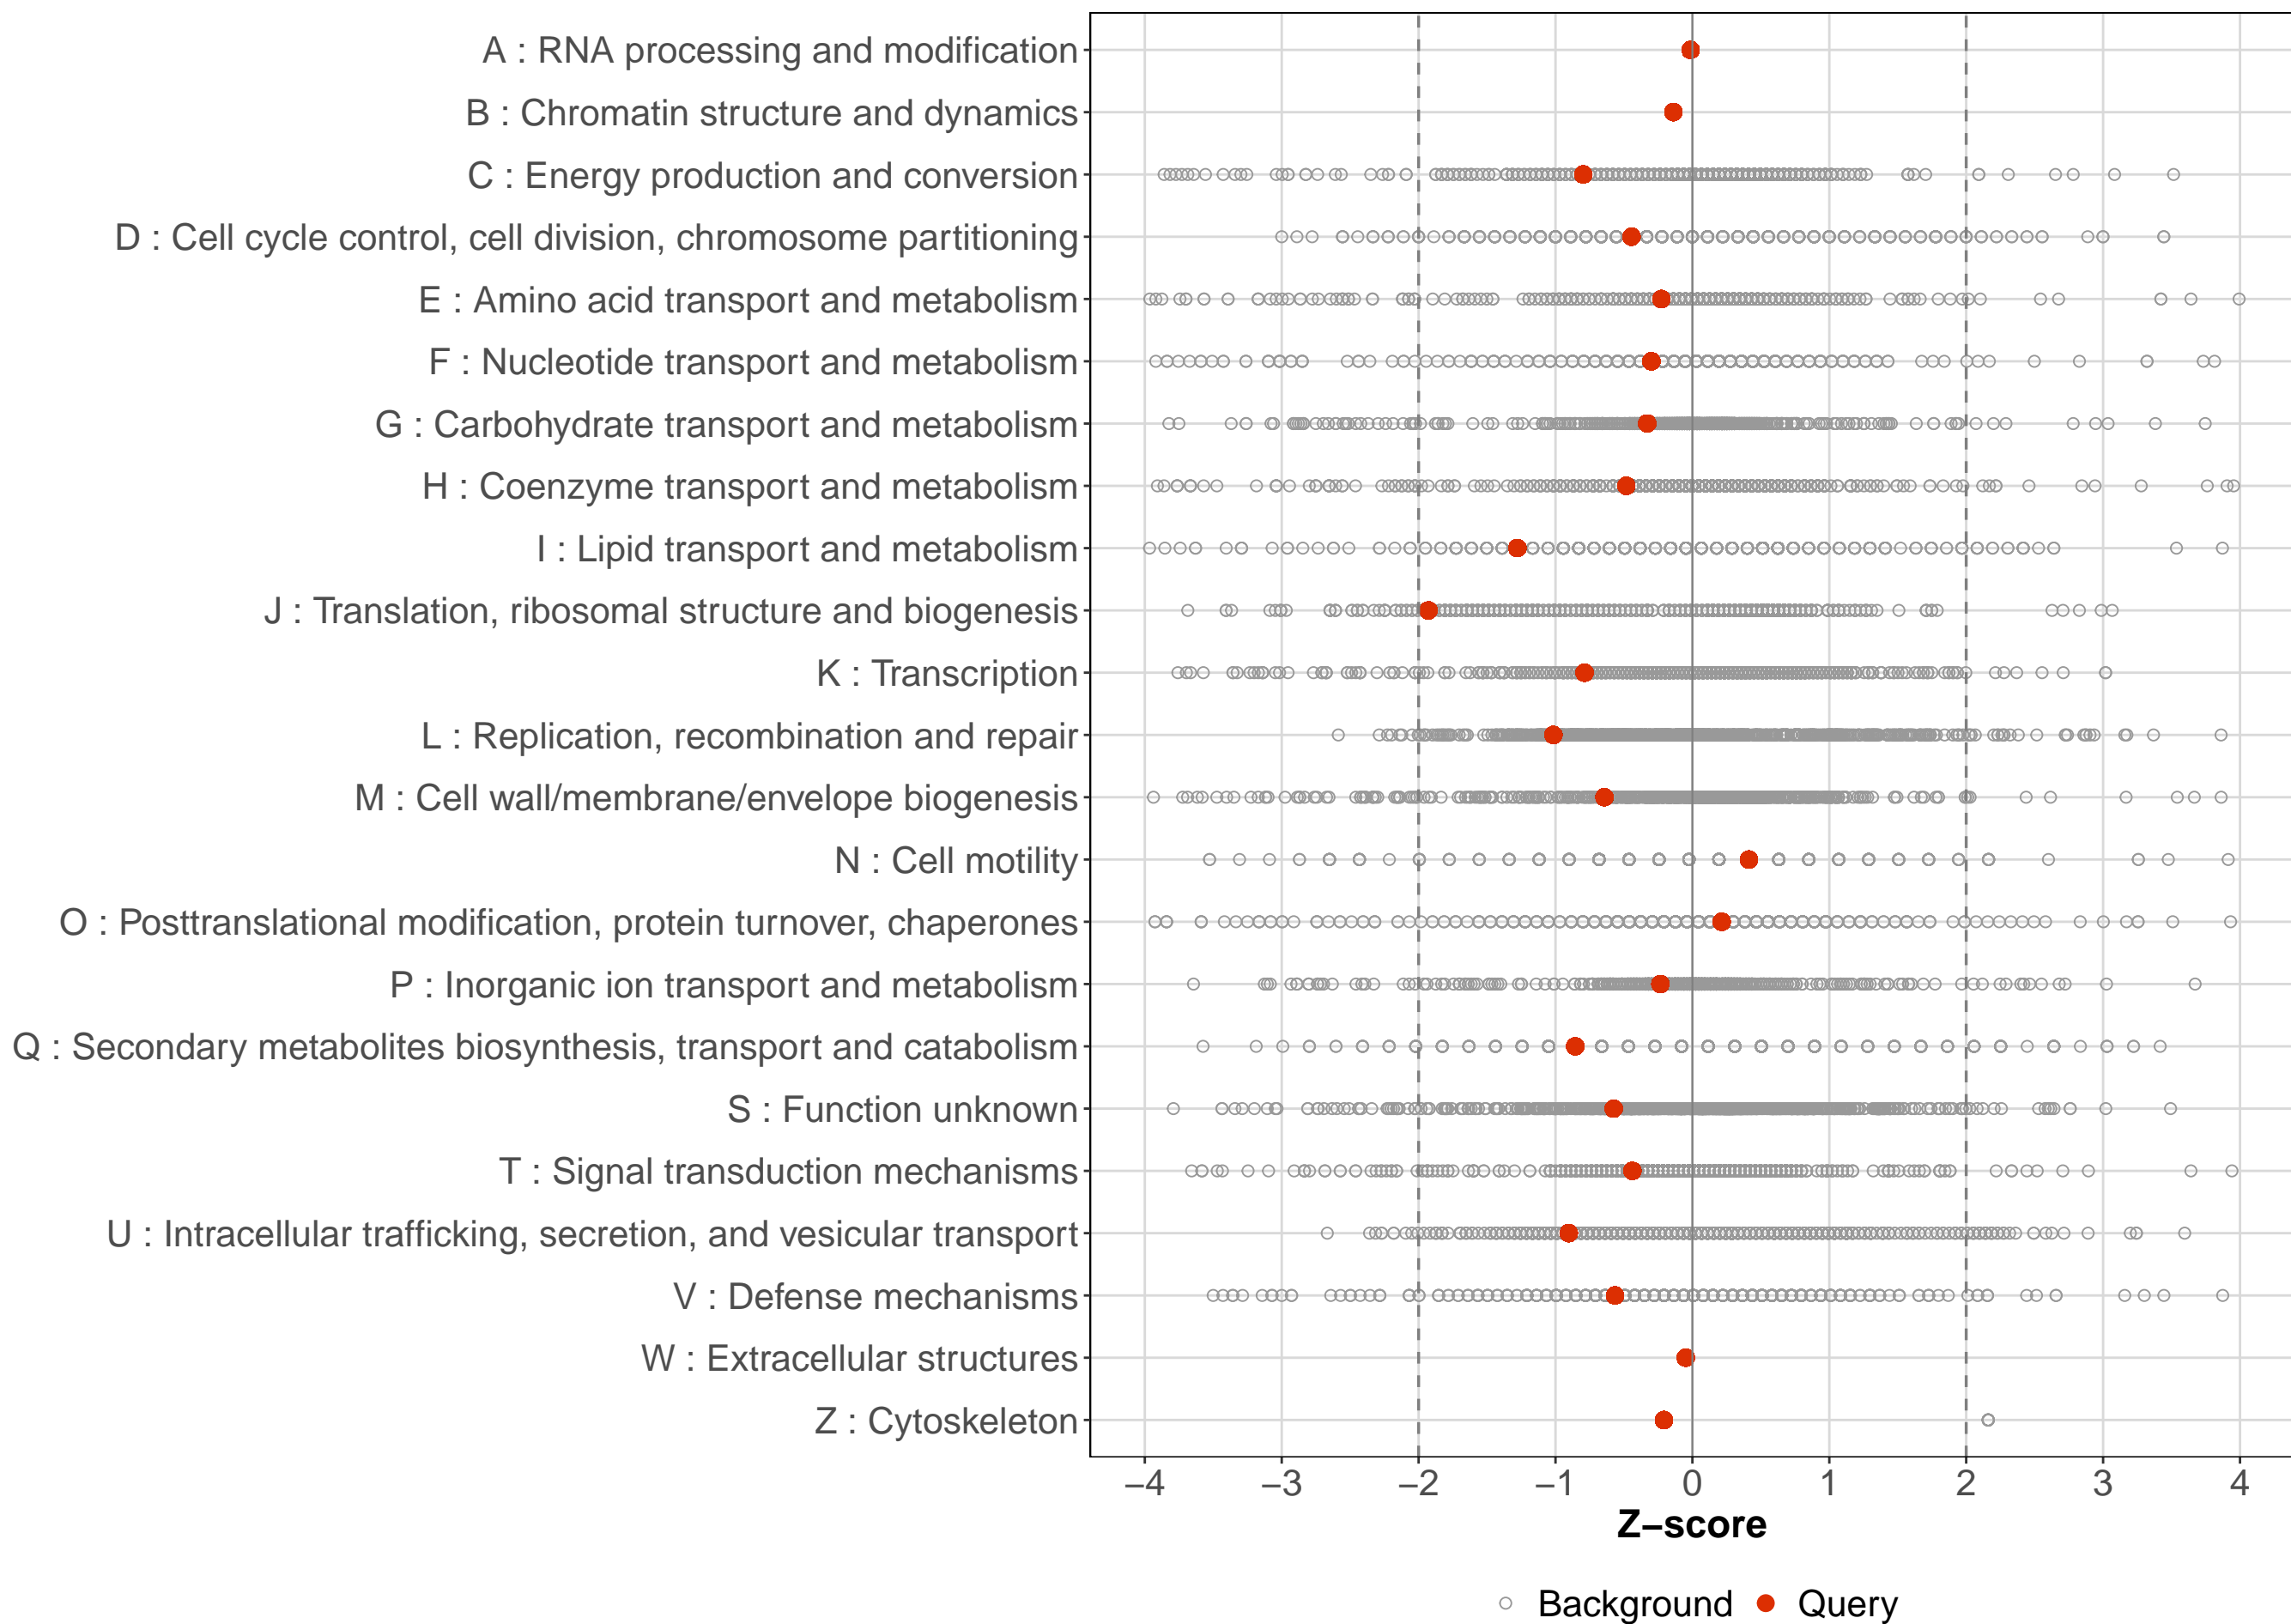 A : RNA processing and modification
B : Chromatin structure and dynamics
C : Energy production and conversion
D : Cell cycle control, cell division, chromosome partitioning
E : Amino acid transport and metabolism
F : Nucleotide transport and metabolism
G : Carbohydrate transport and metabolism
H : Coenzyme transport and metabolism
I : Lipid transport and metabolism
J : Translation, ribosomal structure and biogenesis
K : Transcription
L : Replication, recombination and repair
M : Cell wall/membrane/envelope biogenesis
N : Cell motility
O : Posttranslational modification, protein turnover, chaperones
P : Inorganic ion transport and metabolism
Q : Secondary metabolites biosynthesis, transport and catabolism
S : Function unknown
T : Signal transduction mechanisms
U : Intracellular trafficking, secretion, and vesicular transport
V : Defense mechanisms
W : Extracellular structures
Z : Cytoskeleton
−4 −3 −2 −1 0 1 2 3 4
Z−score
Background Query